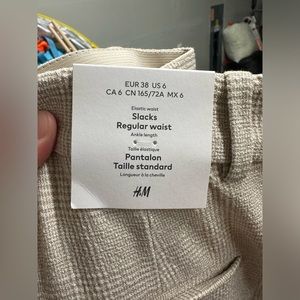 EUR 38 US 6
CA 6 CN 165/72A MX 6
Elastic waist
Slacks
Regular waist
Ankle length
Taille élastique
Pantalon
Taille standard
Longueur à la cheville
H&M